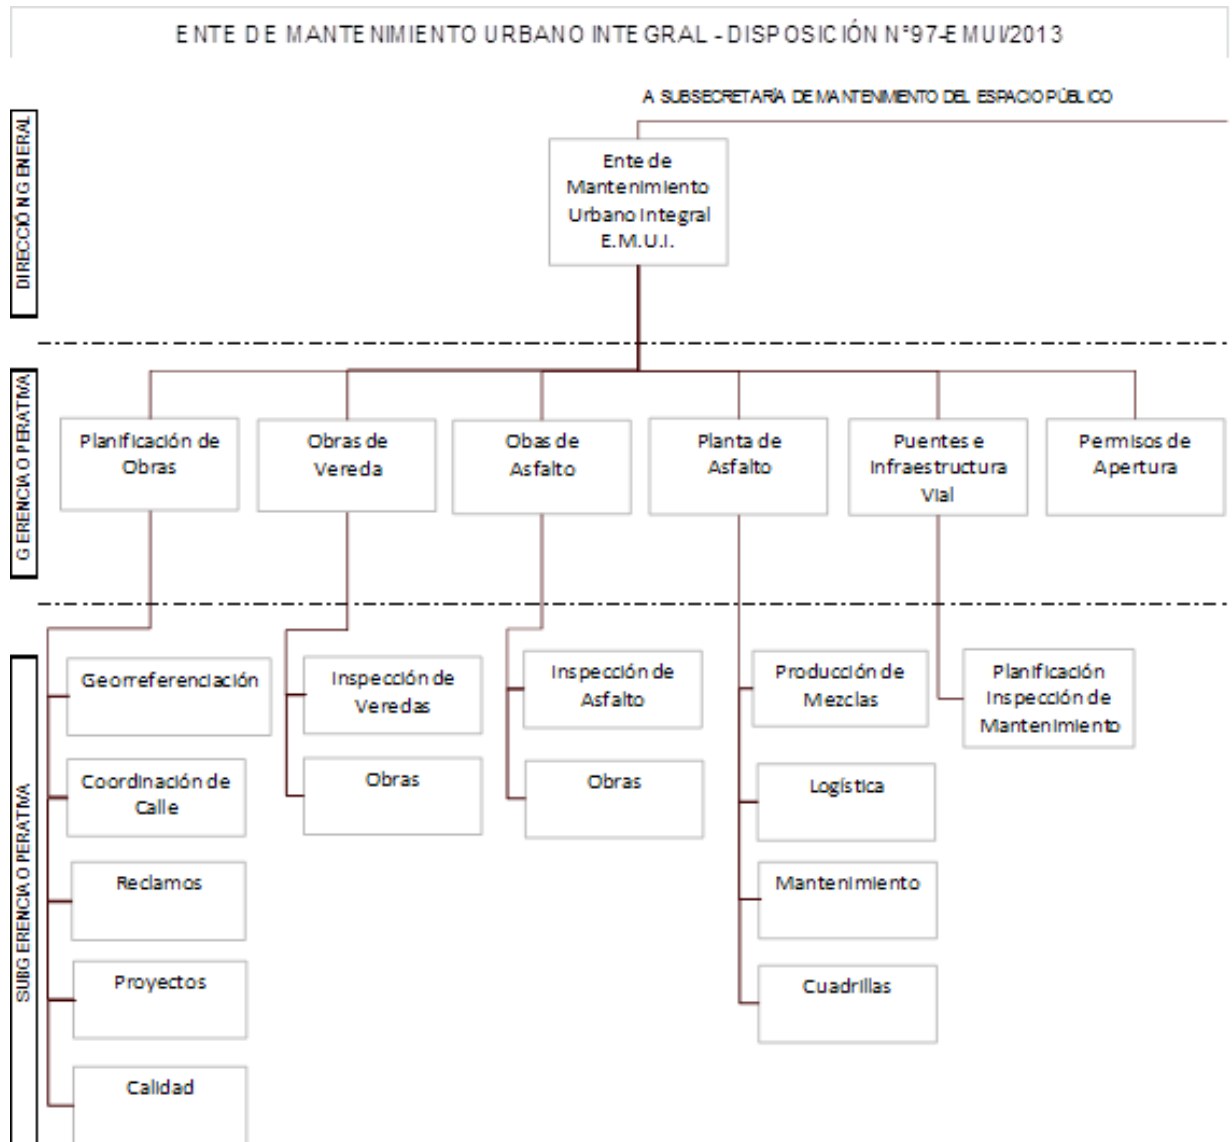 ENTE DE MANTENIMIENTO URBANO INTEGRAL - DISPOSICIÓN N°97-EMUI/2013
A SUBSECRETARÍA DE MANTENIMIENTO DEL ESPACIO PÚBLICO
DIRECCIÓN GENERAL
Ente de
Mantenimiento
Urbano Integral
E.M.U.I.
GERENCIA OPERATIVA
Planificación de
Obras
Obras de
Vereda
Obas de
Asfalto
Planta de
Asfalto
Puentes e
Infraestructura
Vial
Permisos de
Apertura
SUBGERENCIA OPERATIVA
Georreferenciación
Coordinación de
Calle
Reclamos
Proyectos
Calidad
Inspección de
Veredas
Obras
Inspección de
Asfalto
Obras
Producción de
Mezclas
Logística
Mantenimiento
Cuadrillas
Planificación
Inspección de
Mantenimiento